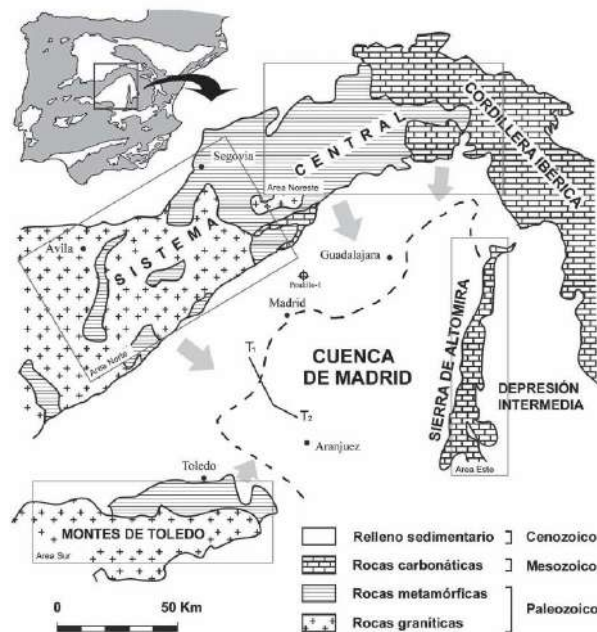 CORDILLERA IBÉRICA
CENTRAL
Segovia
Area Noreste
SISTEMA
Avila
Guadalajara
Pradillo-1
Madrid
Area Norte
T1
CUENCA
DE MADRID
SIERRA DE ALTOMIRA
DEPRESIÓN
INTERMEDIA
T2
Aranjuez
Toledo
Area Este
MONTES DE TOLEDO
Area Sur
Relleno sedimentario Cenozoico
Rocas carbonáticas Mesozoico
Rocas metamórficas
Paleozoico
Rocas graníticas
0 50 Km